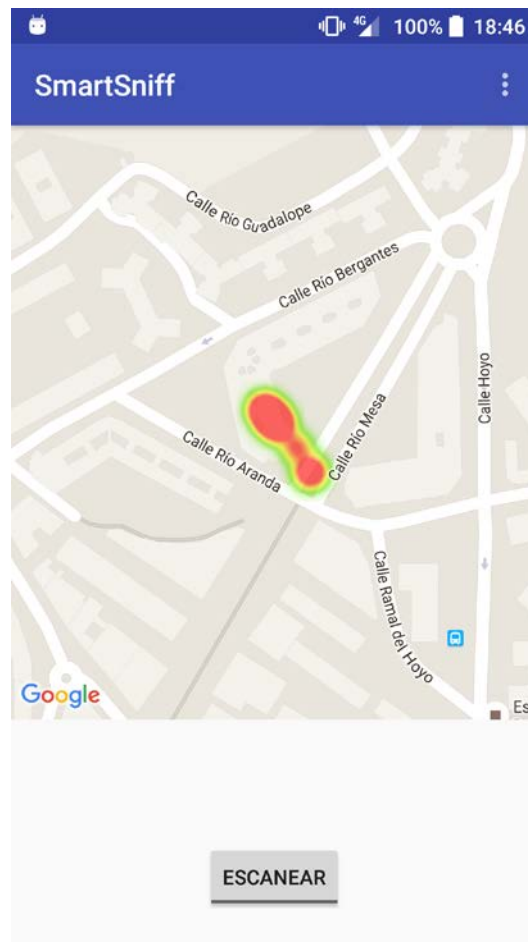 4G 100% 18:46
SmartSniff
Calle Río Guadalope
Calle Río Bergantes
Calle Hoyo
Calle Río Mesa
Calle Río Aranda
Calle Ramal del Hoyo
Google
Es
ESCANEAR